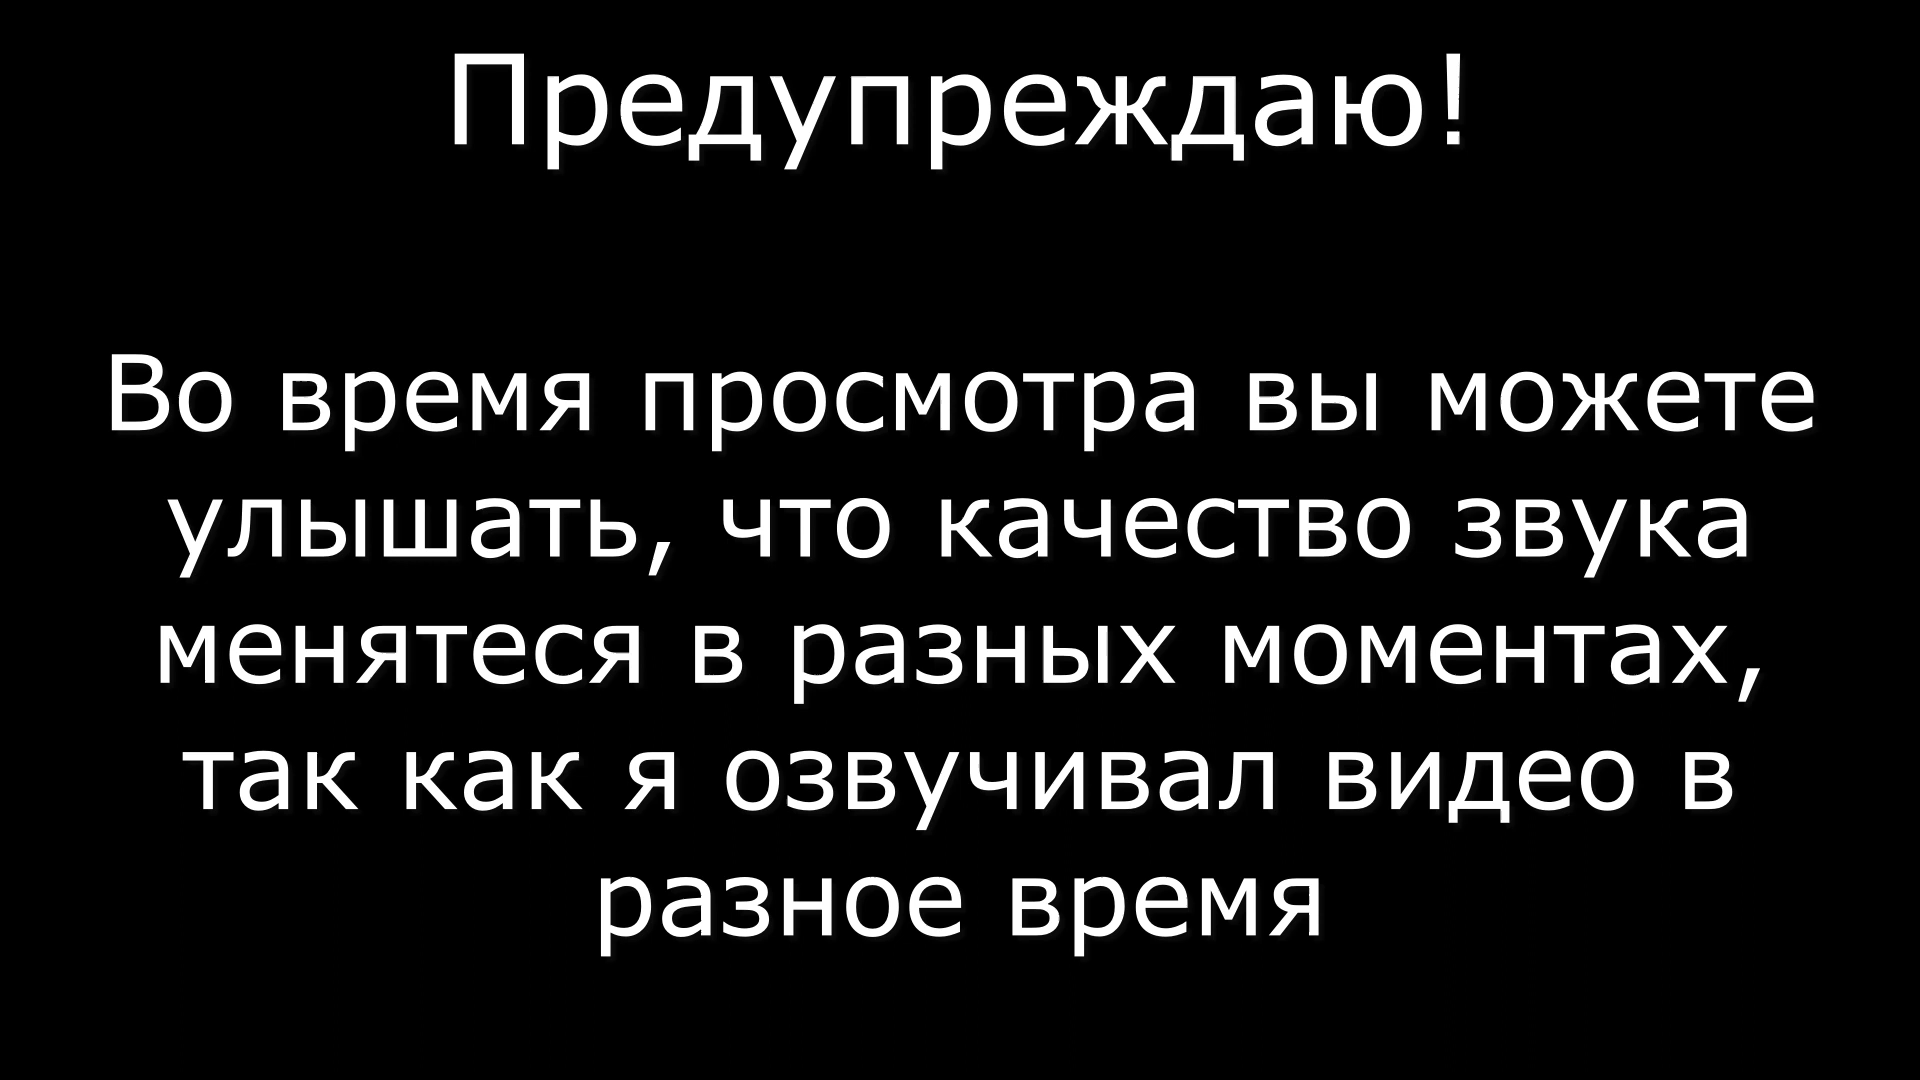 Предупреждаю!
Во время просмотра вы можете
улышать, что качество звука
менятеся в разных моментах,
так как я озвучивал видео в
разное время